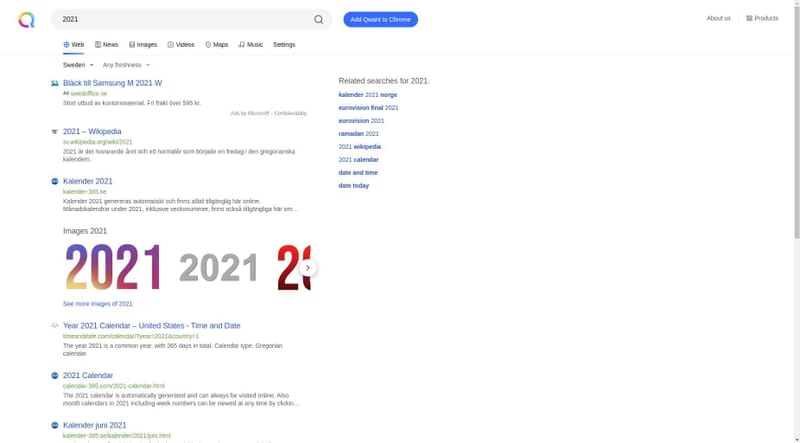 2021
Add Qwant to Chrome
About us
Products
Web
News
Images
Videos
Maps
Music
Settings
Sweden
Any freshness
Bläck till Samsung M 2021 W
Ad swedoffice.se
Stort utbud av kontorsmaterial. Fri frakt över 595 kr.
Ads by Microsoft - Confidentiality
2021 – Wikipedia
sv.wikipedia.org/wiki/2021
2021 är det nuvarande året och ett normalår som började en fredag i den gregorianska
kalendern.
Kalender 2021
kalender-365.se
Kalender 2021 genereras automatiskt och finns alltid tillgänglig här online.
Månadskalendrar under 2021, inklusive veckonummer, finns också tillgängliga här om…
Images 2021
2021
2021
See more images of 2021.
Year 2021 Calendar – United States - Time and Date
timeanddate.com/calendar/?year=2021&country=1
The year 2021 is a common year, with 365 days in total. Calendar type: Gregorian
calendar
2021 Calendar
calendar-365.com/2021-calendar.html
The 2021 calendar is automatically generated and can always be visited online. Also
month calendars in 2021 including week numbers can be viewed at any time by clickin…
Kalender juni 2021
kalender-365.se/kalender/2021/juni.html
Related searches for 2021.
kalender 2021 norge
eurovision final 2021
eurovision 2021
ramadan 2021
2021 wikipedia
2021 calendar
date and time
date today